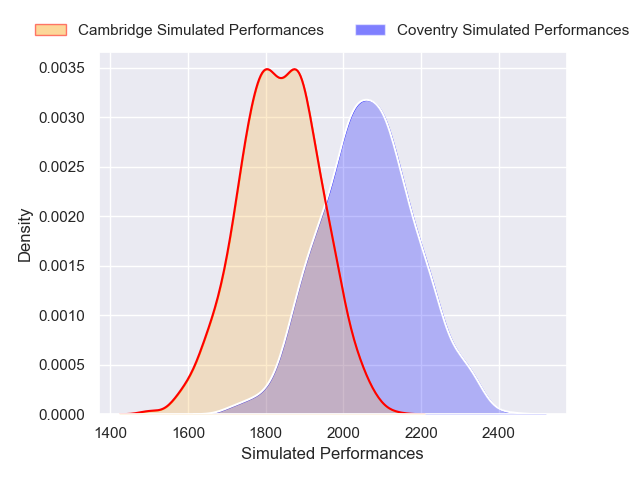 Cambridge Simulated Performances
Coventry Simulated Performances
0.0035
0.0030
0.0025
0.0020
0.0015
0.0010
0.0005
0.0000
Density
1400 1600 1800 2000 2200 2400
Simulated Performances